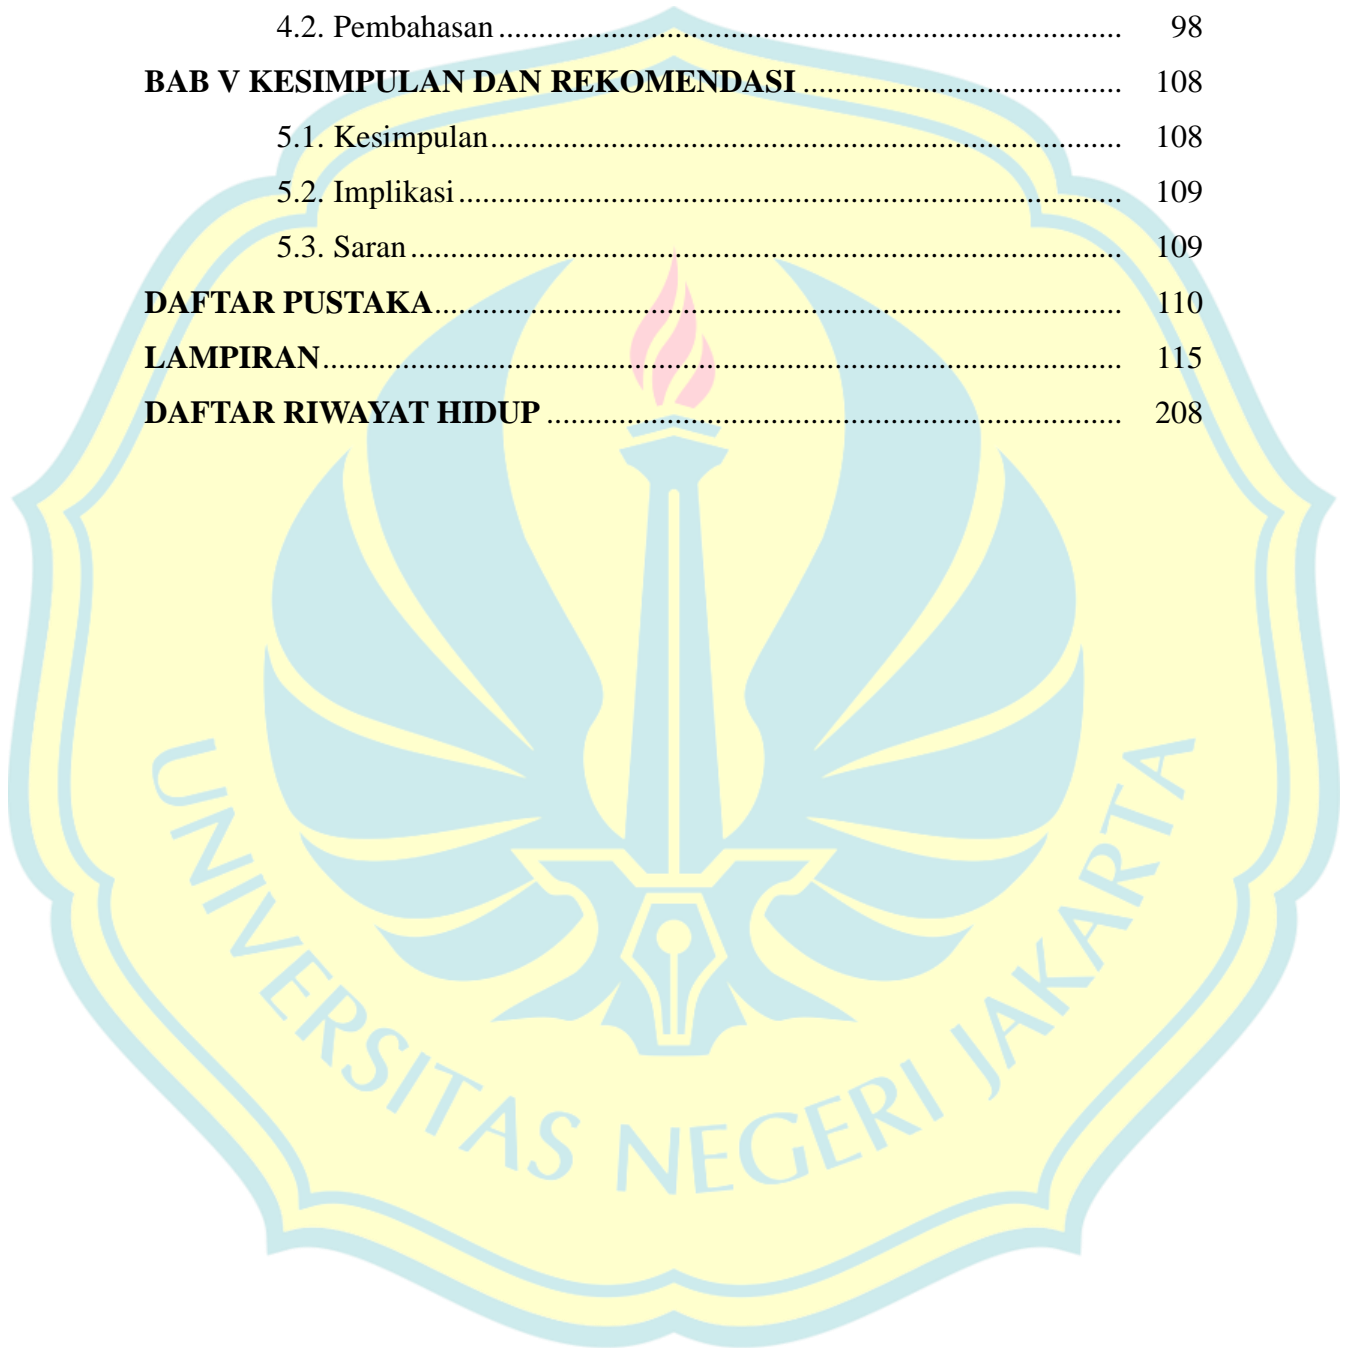 4.2. Pembahasan ............................................................................. 98
BAB V KESIMPULAN DAN REKOMENDASI ....................................... 108
5.1. Kesimpulan.............................................................................. 108
5.2. Implikasi .................................................................................. 109
5.3. Saran ........................................................................................ 109
DAFTAR PUSTAKA..................................................................................... 110
LAMPIRAN................................................................................................... 115
DAFTAR RIWAYAT HIDUP ....................................................................... 208
UNIVERSITAS NEGERI JAKARTA